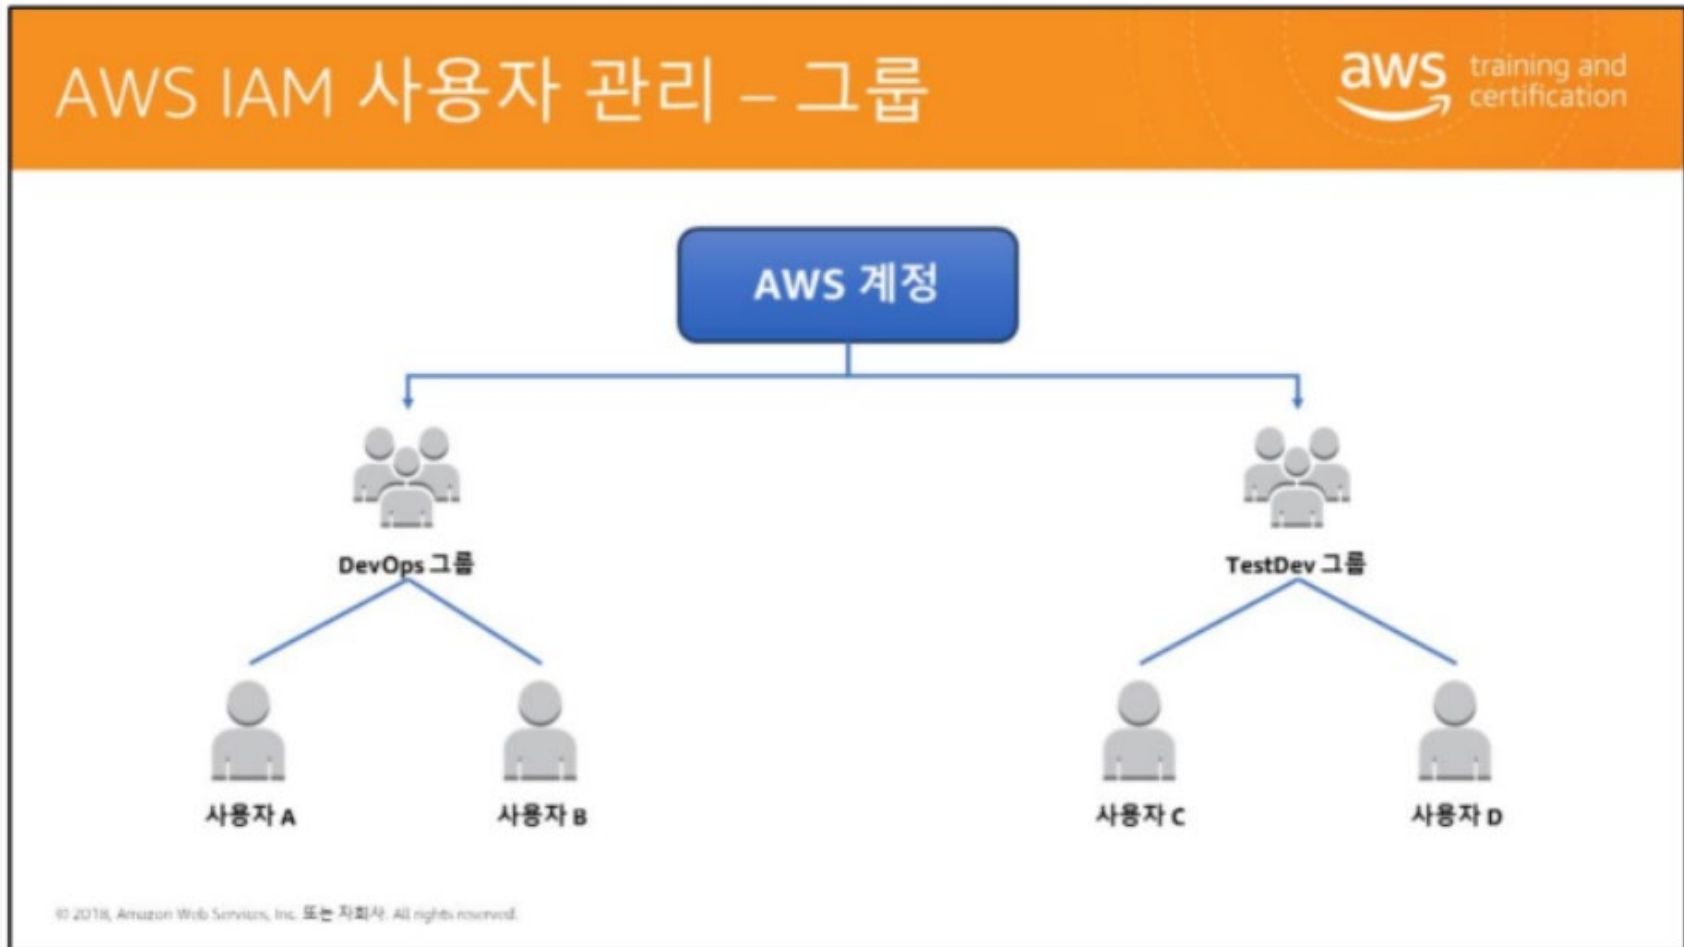 AWS IAM 사용자 관리 – 그룹
aws training and
certification
AWS 계정
DevOps 그룹
TestDev 그룹
사용자 A
사용자 B
사용자 C
사용자 D
© 2018, Amazon Web Services, Inc. 또는 자회사. All rights reserved.